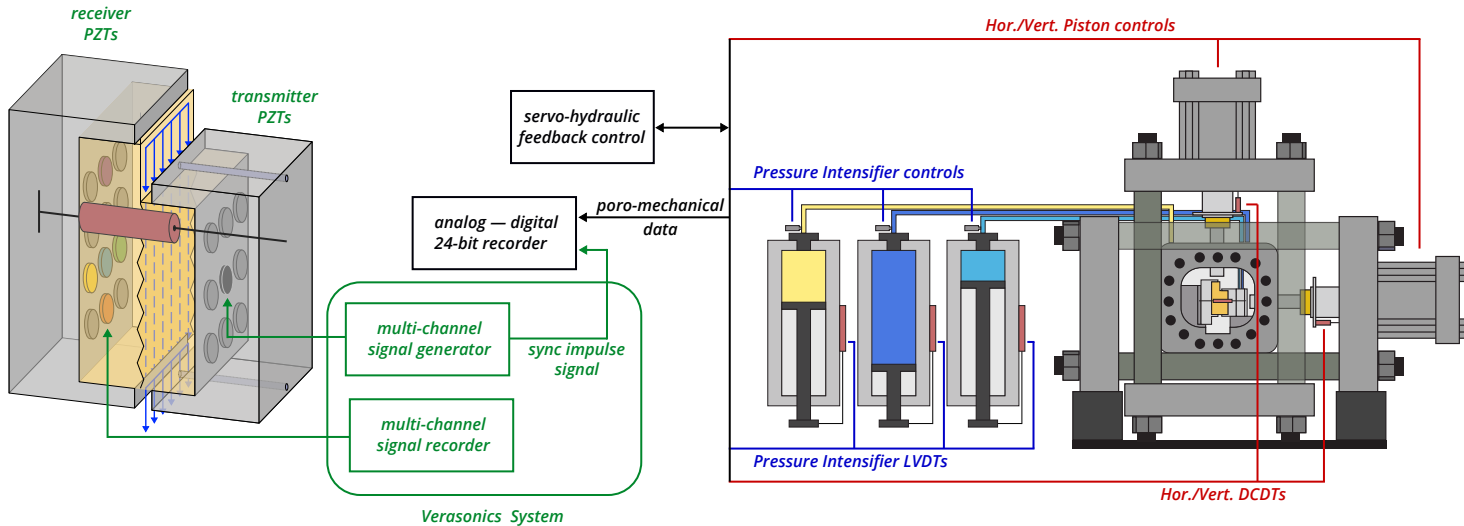 receiver
PZTs
transmitter
PZTs
Hor./Vert. Piston controls
servo-hydraulic
feedback control
Pressure Intensifier controls
analog — digital
24-bit recorder
poro-mechanical
data
multi-channel
signal generator
sync impulse
signal
multi-channel
signal recorder
Pressure Intensifier LVDTs
Hor./Vert. DCDTs
Verasonics System